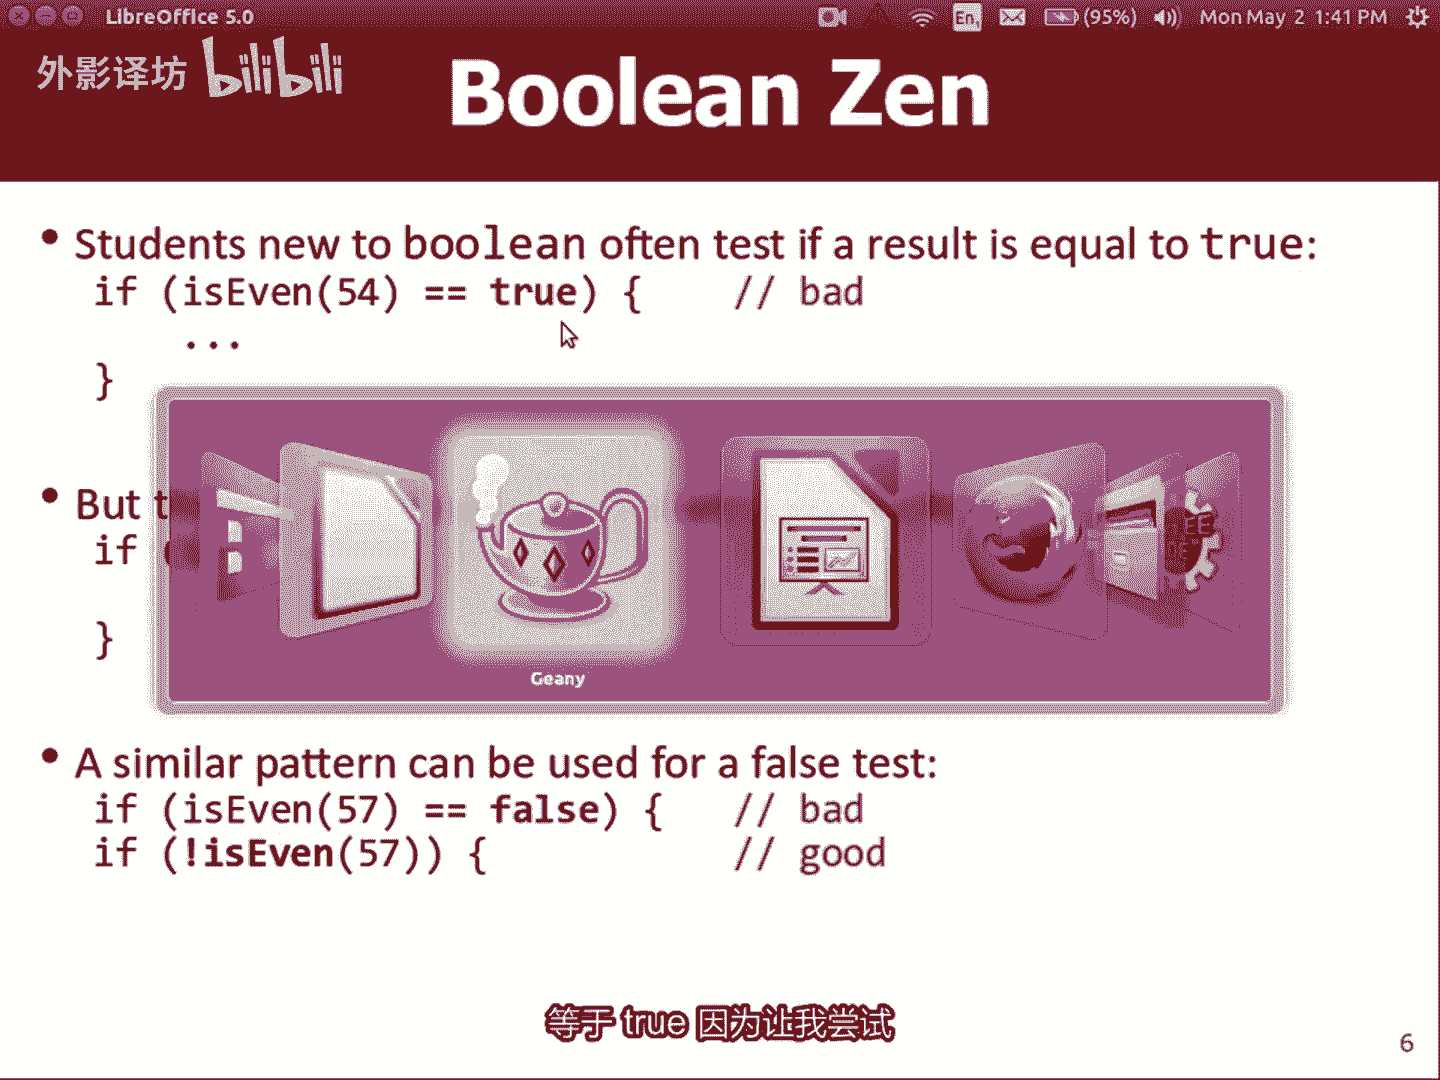 LibreOffice 5.0
En
(95%)
Mon May 2 1:41 PM
外影译坊 bilibili
Boolean Zen
• Students new to boolean often test if a result is equal to true:
if (isEven(54) == true) { // bad
...
}
• But t
if (
}
Geany
• A similar pattern can be used for a false test:
if (isEven(57) == false) { // bad
if (!isEven(57)) { // good
等于 true 因为让我尝试
6